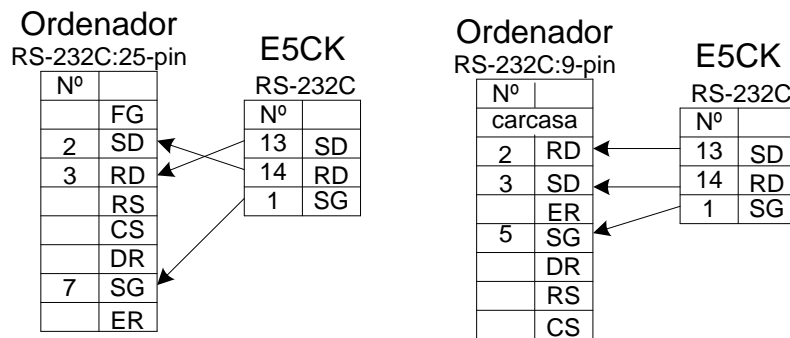 Ordenador
RS-232C:25-pin
Nº
FG
2 SD
3 RD
RS
CS
DR
7 SG
ER
E5CK
RS-232C
Nº
13 SD
14 RD
1 SG
Ordenador
RS-232C:9-pin
Nº
carcasa
2 RD
3 SD
ER
5 SG
DR
RS
CS
E5CK
RS-232C
Nº
13 SD
14 RD
1 SG